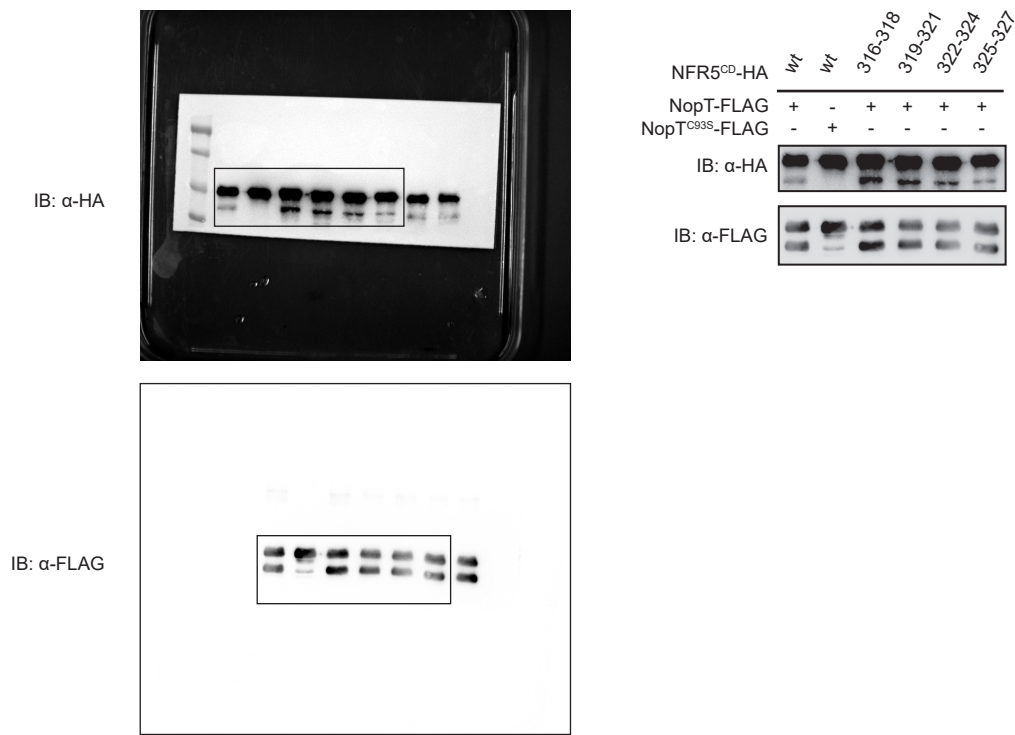 IB: α-HA
IB: α-FLAG
NFR5CD-HA wt wt 316-318 319-321 322-324 325-327
NopT-FLAG + - + + + +
NopTC93S-FLAG - + - - - -
IB: α-HA
IB: α-FLAG